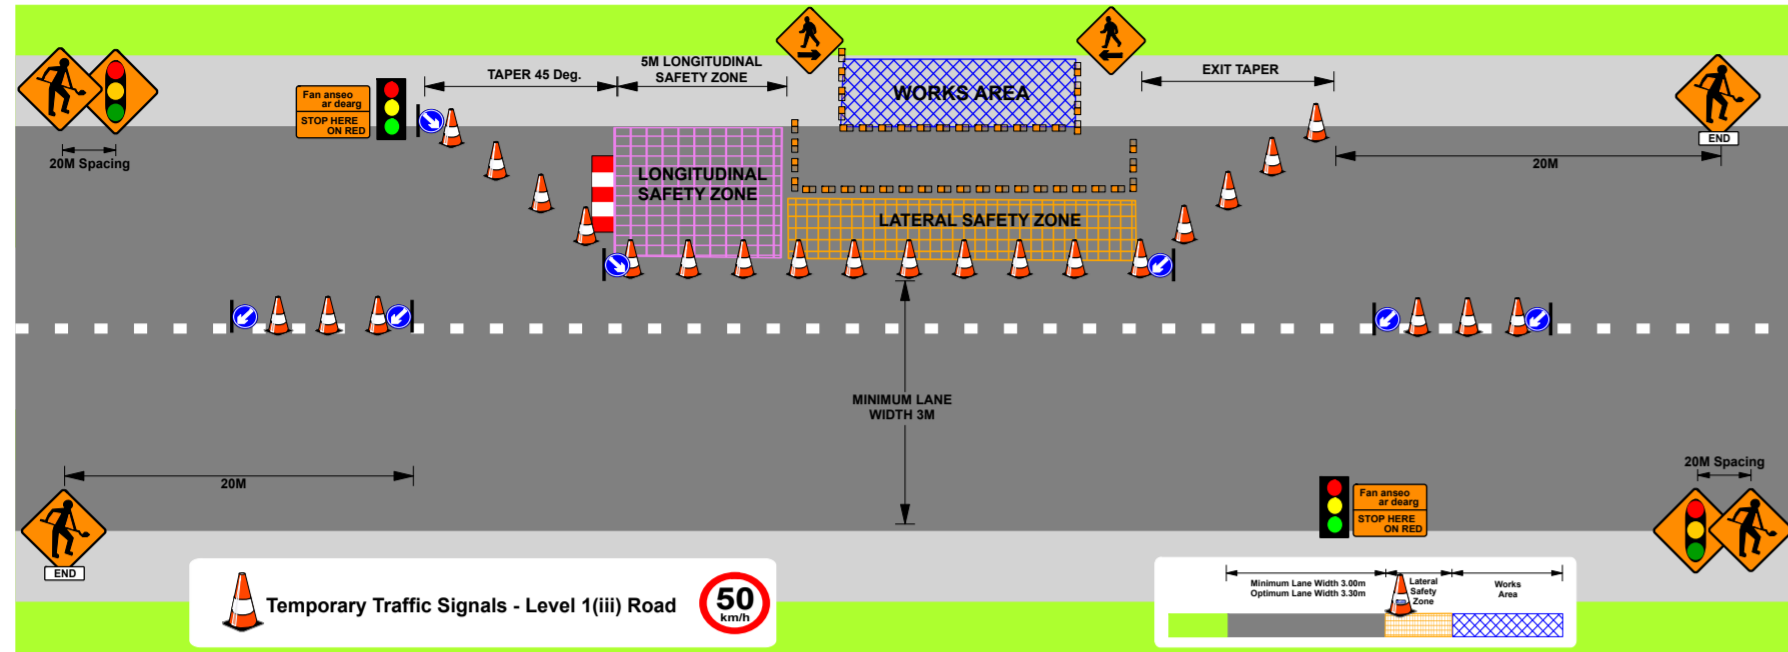 TAPER 45 Deg.
5M LONGITUDINAL
SAFETY ZONE
EXIT TAPER
WORKS AREA
Fan anseo
ar dearg
STOP HERE
ON RED
20M Spacing
END
20M
LONGITUDINAL
SAFETY ZONE
LATERAL SAFETY ZONE
MINIMUM LANE
WIDTH 3M
20M
20M Spacing
Fan anseo
ar dearg
STOP HERE
ON RED
END
Temporary Traffic Signals - Level 1(iii) Road
50
km/h
Minimum Lane Width 3.00m
Optimum Lane Width 3.30m
Lateral
Safety
Zone
Works
Area